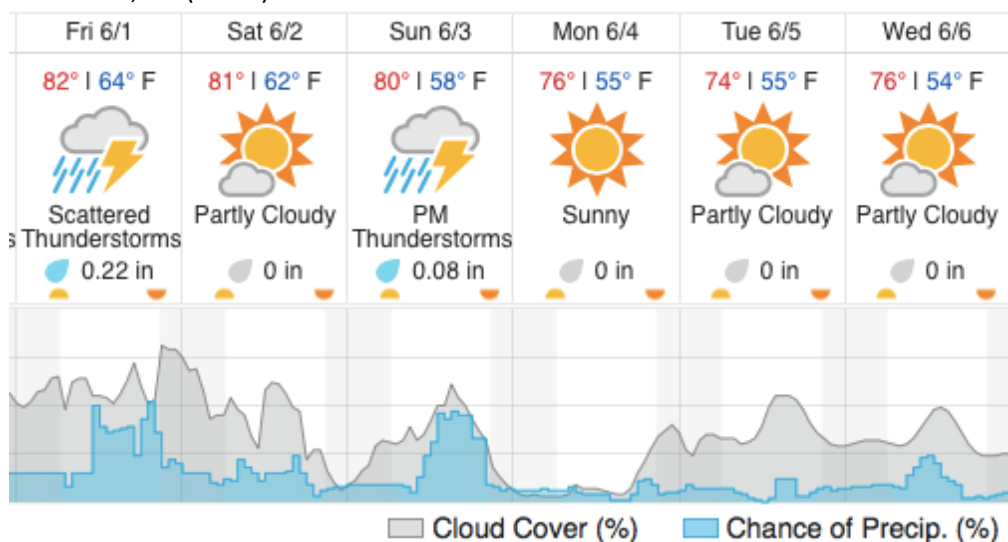 Fri 6/1 Sat 6/2 Sun 6/3 Mon 6/4 Tue 6/5 Wed 6/6
82° | 64° F 81° | 62° F 80° | 58° F 76° | 55° F 74° | 55° F 76° | 54° F
Scattered Partly Cloudy PM Sunny Partly Cloudy Partly Cloudy
s Thunderstorms Thunderstorms
0.22 in 0 in 0.08 in 0 in 0 in 0 in
Cloud Cover (%) Chance of Precip. (%)